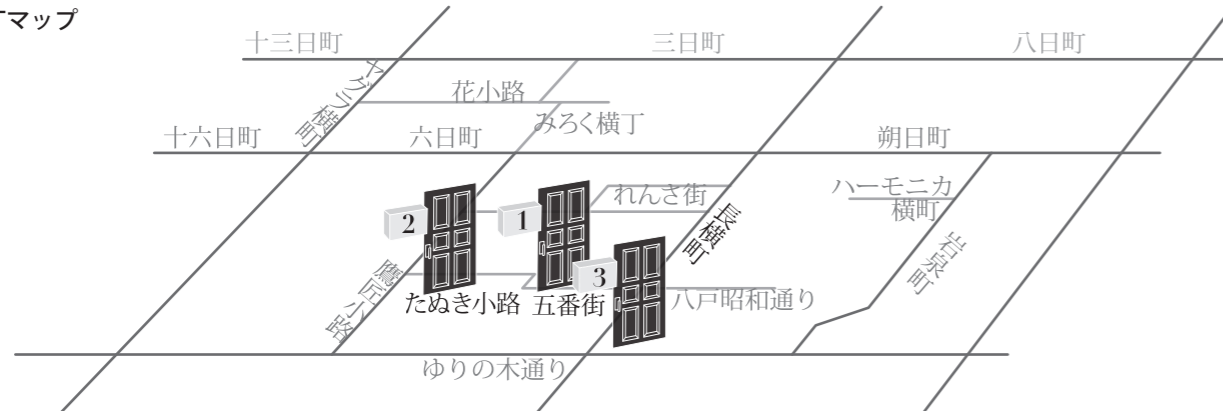 マップ
十三日町
三日町
八日町
ヤグラ横町
花小路
みろく横丁
十六日町
六日町
朔日町
れんさ街
ハーモニカ
横町
長横町
岩泉町
2
1
3
鷹匠小路
たぬき小路
五番街
八戸昭和通り
ゆりの木通り